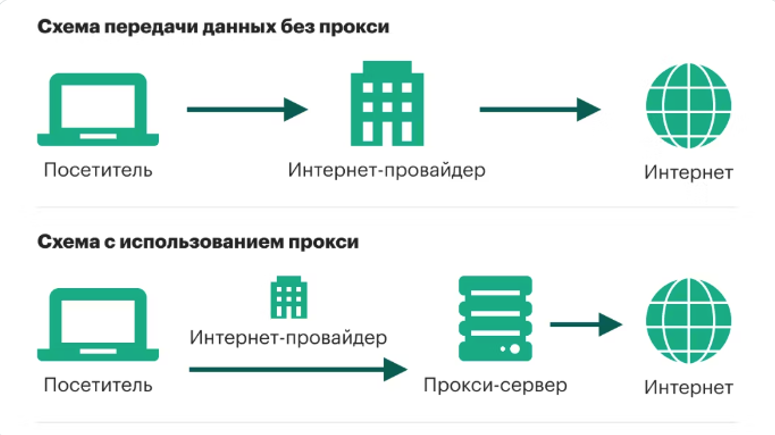 Схема передачи данных без прокси
Посетитель
Интернет-провайдер
Интернет
Схема с использованием прокси
Интернет-провайдер
Посетитель
Прокси-сервер
Интернет